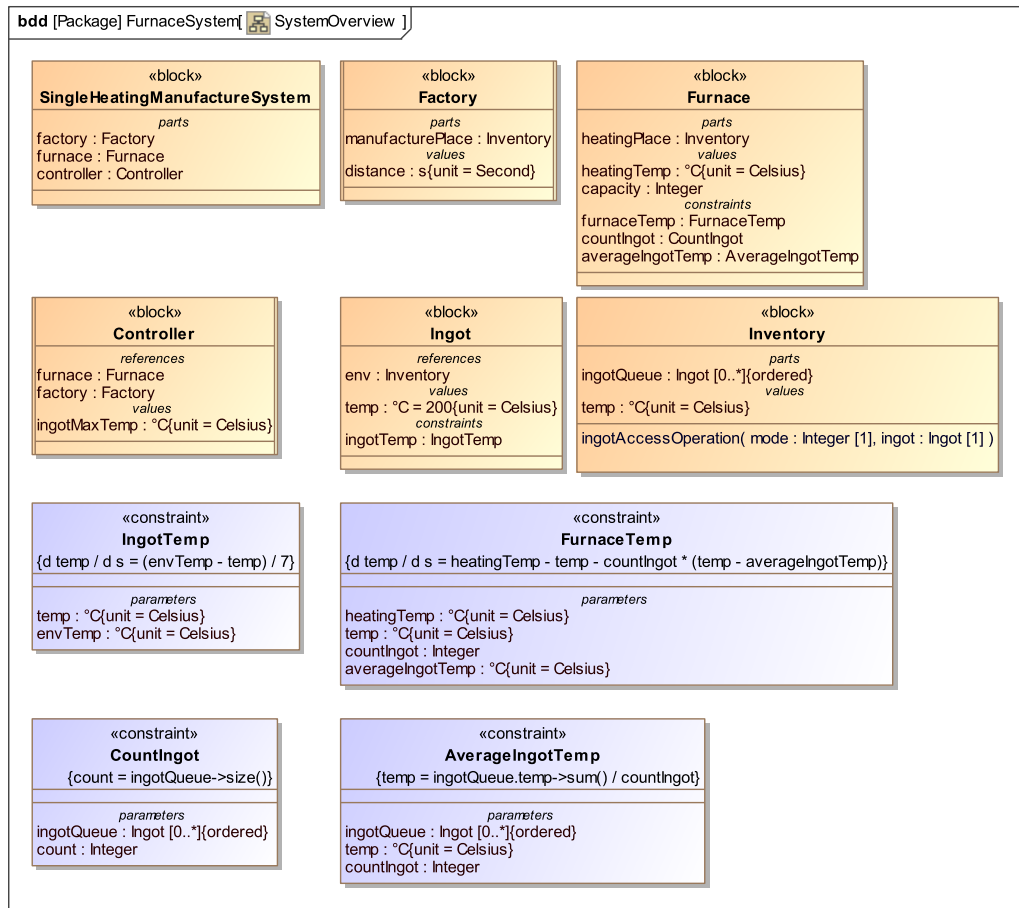 bdd [Package] FurnaceSystem[ SystemOverview ]
«block»
SingleHeatingManufactureSystem
parts
factory : Factory
furnace : Furnace
controller : Controller
«block»
Factory
parts
manufacturePlace : Inventory
values
distance : s{unit = Second}
«block»
Furnace
parts
heatingPlace : Inventory
values
heatingTemp : °C{unit = Celsius}
capacity : Integer
constraints
furnaceTemp : FurnaceTemp
countIngot : CountIngot
averageIngotTemp : AverageIngotTemp
«block»
Controller
references
furnace : Furnace
factory : Factory
values
ingotMaxTemp : °C{unit = Celsius}
«block»
Ingot
references
env : Inventory
values
temp : °C = 200{unit = Celsius}
constraints
ingotTemp : IngotTemp
«block»
Inventory
parts
ingotQueue : Ingot [0..*]{ordered}
values
temp : °C{unit = Celsius}
ingotAccessOperation( mode : Integer [1], ingot : Ingot [1] )
«constraint»
IngotTemp
{d temp / d s = (envTemp - temp) / 7}
parameters
temp : °C{unit = Celsius}
envTemp : °C{unit = Celsius}
«constraint»
FurnaceTemp
{d temp / d s = heatingTemp - temp - countIngot * (temp - averageIngotTemp)}
parameters
heatingTemp : °C{unit = Celsius}
temp : °C{unit = Celsius}
countIngot : Integer
averageIngotTemp : °C{unit = Celsius}
«constraint»
CountIngot
{count = ingotQueue->size()}
parameters
ingotQueue : Ingot [0..*]{ordered}
count : Integer
«constraint»
AverageIngotTemp
{temp = ingotQueue.temp->sum() / countIngot}
parameters
ingotQueue : Ingot [0..*]{ordered}
temp : °C{unit = Celsius}
countIngot : Integer